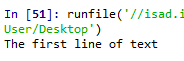 In [51]: runfile('//isad.i
User/Desktop')
The first line of text